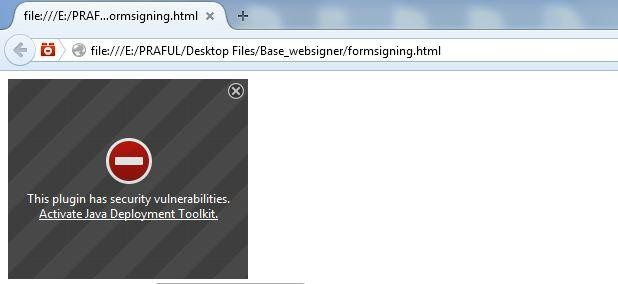 file:///E:/PRAF...ormsigning.html
file:///E:/PRAFUL/Desktop Files/Base_websigner/formsigning.html
This plugin has security vulnerabilities.
Activate Java Deployment Toolkit.